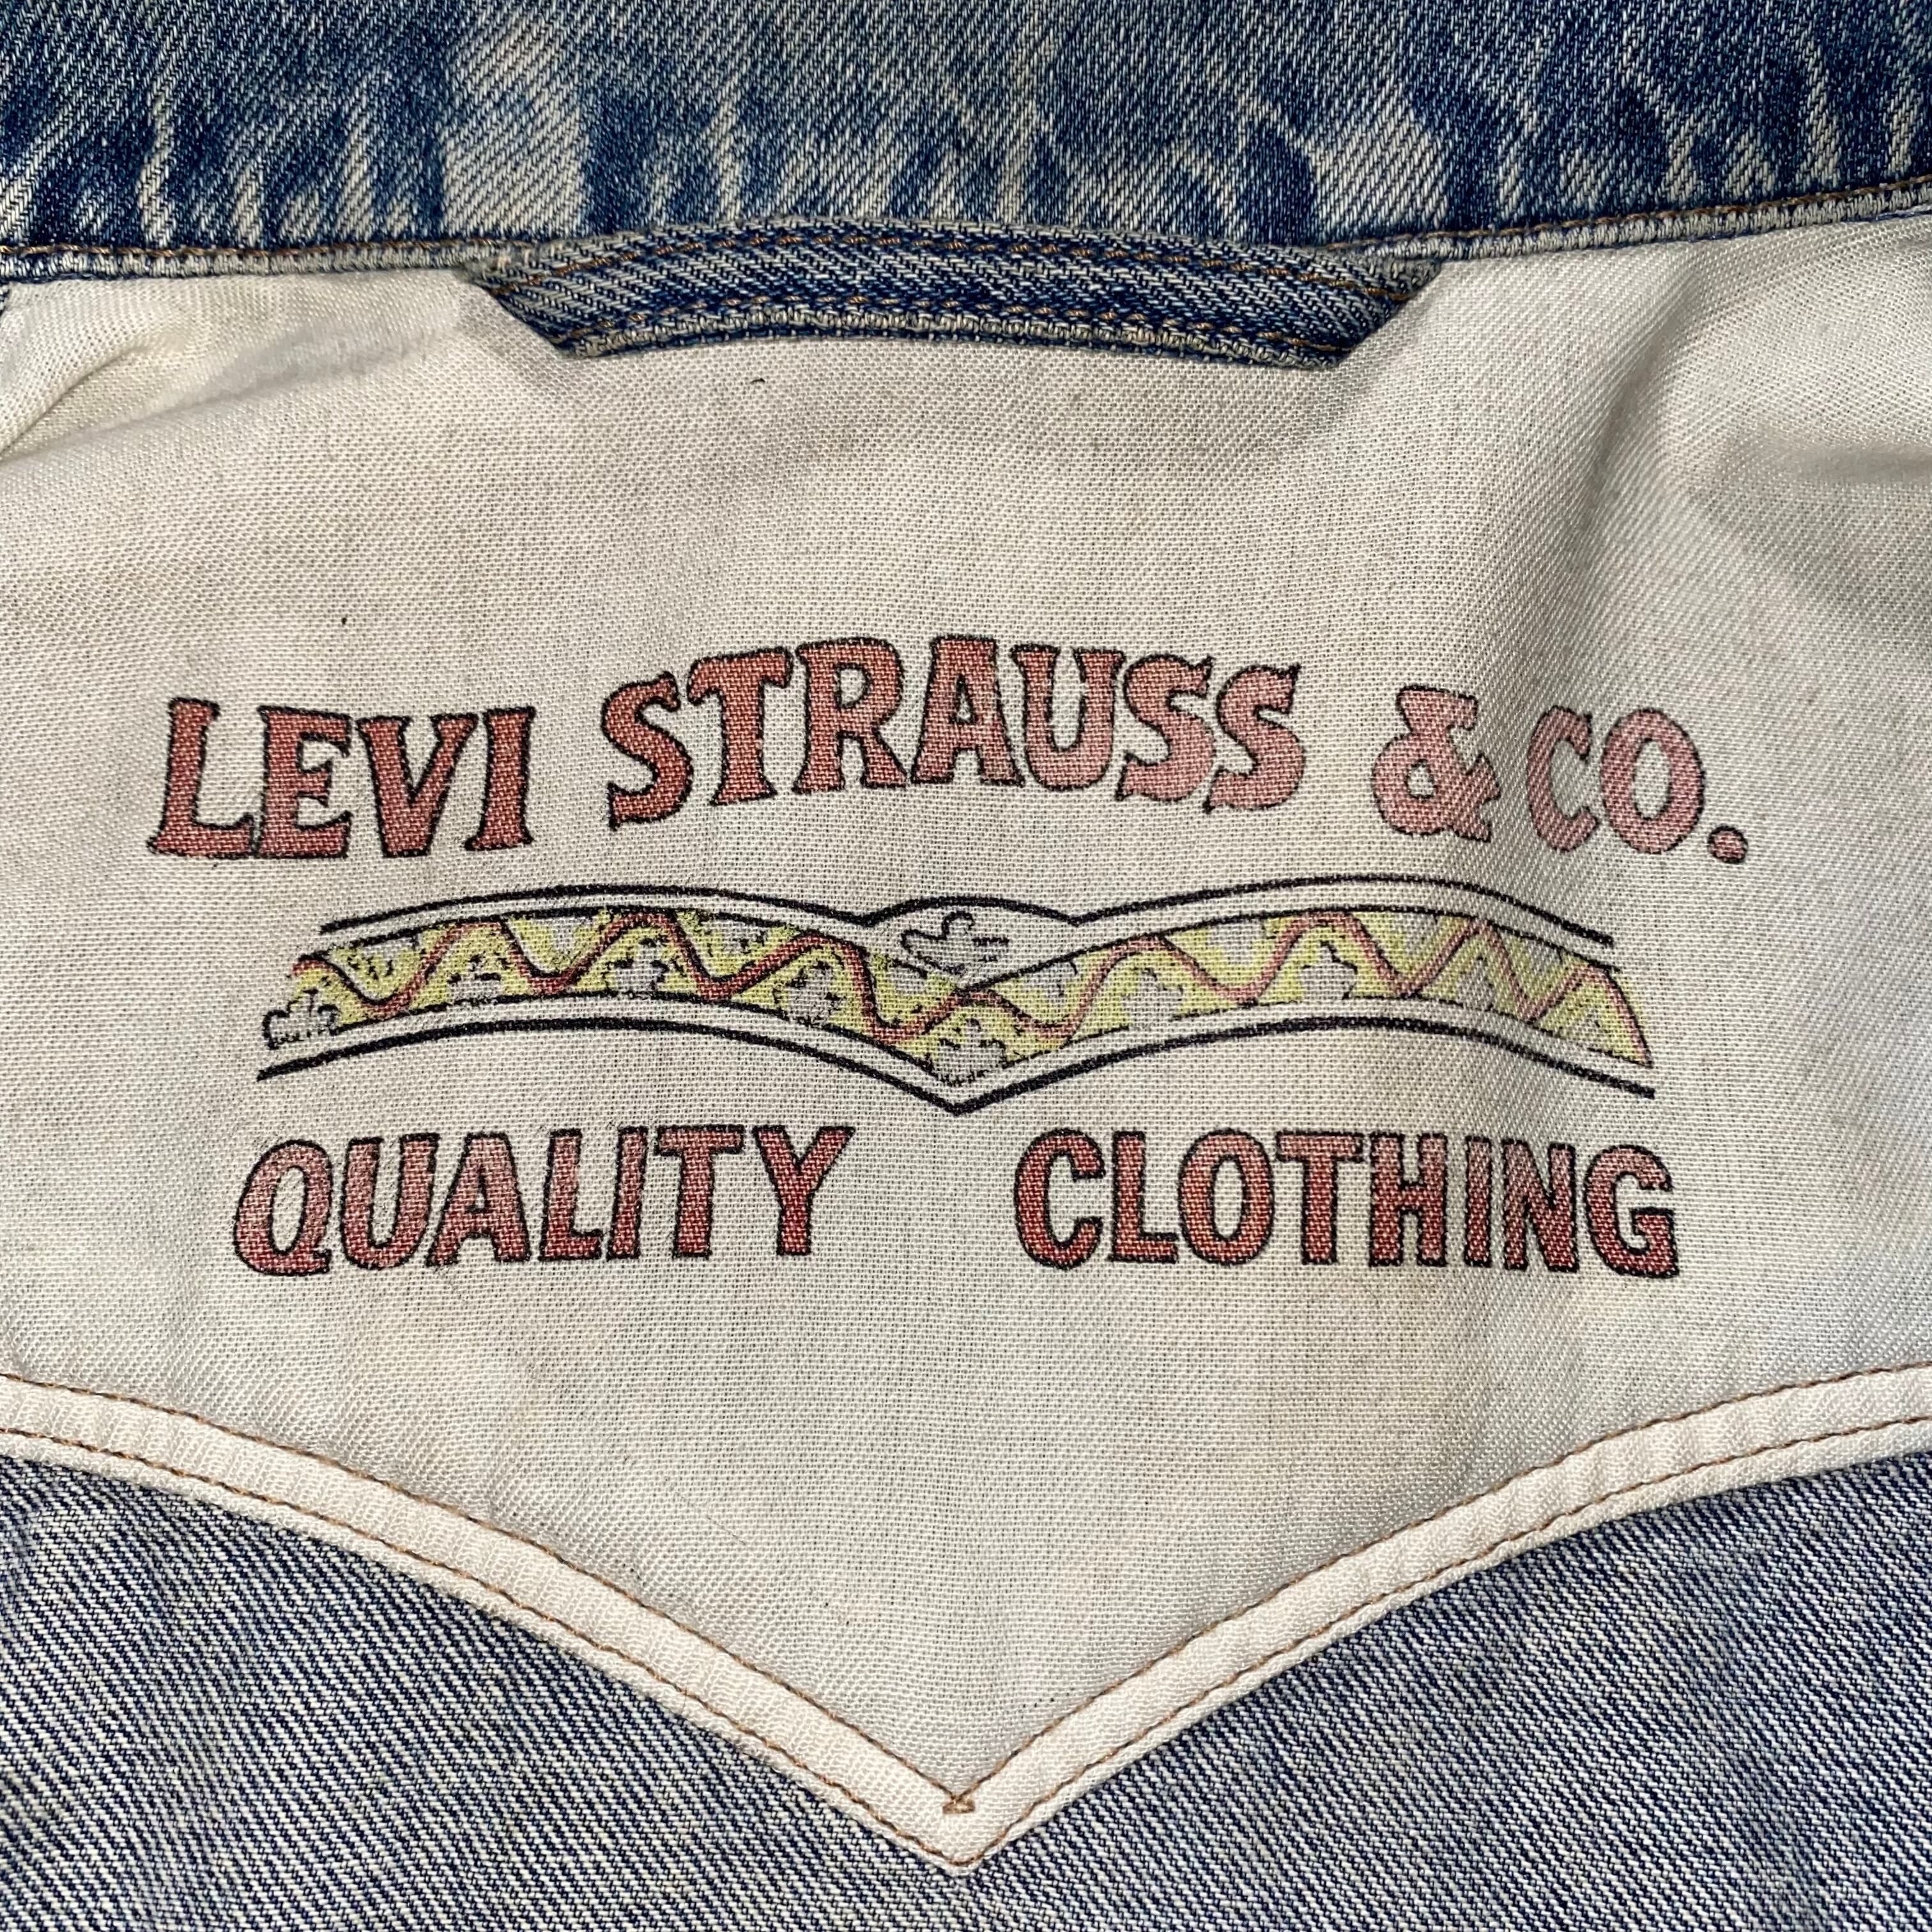 LEVI STRAUSS & CO.
QUALITY CLOTHING